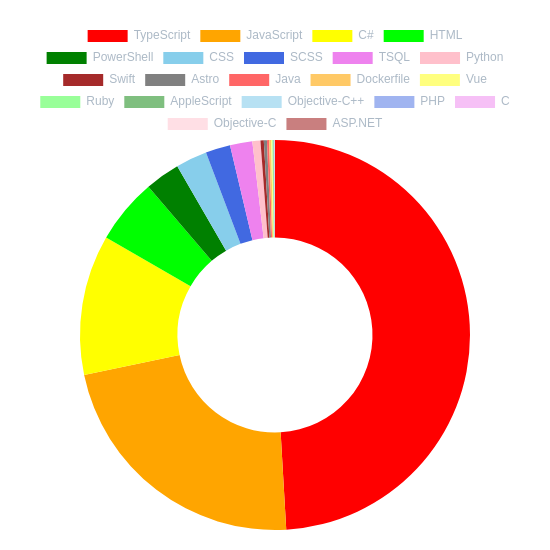 TypeScript JavaScript C# HTML
PowerShell CSS SCSS TSQL Python
Swift Astro Java Dockerfile Vue
Ruby AppleScript Objective-C++ PHP C
Objective-C ASP.NET